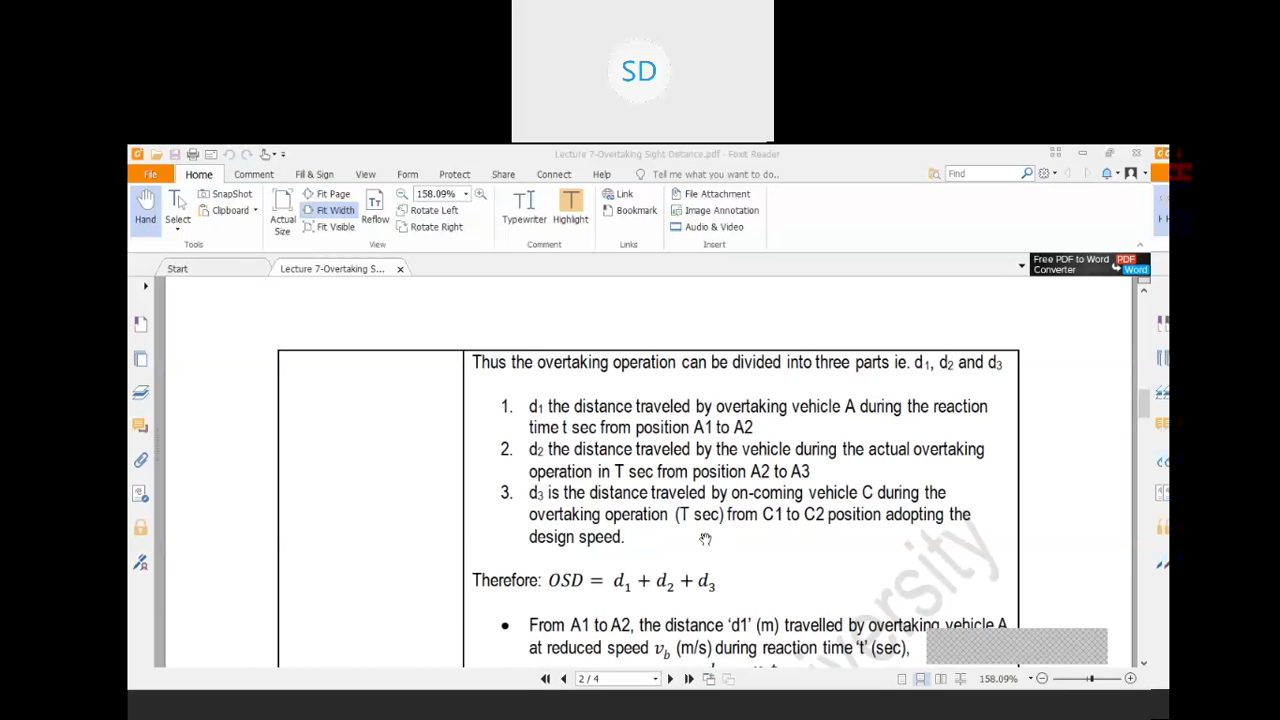 SD
Lecture 7-Overtaking Sight Distance.pdf - Foxit Reader
File Home Comment Fill & Sign View Form Protect Share Connect Help Tell me what you want to do.. Find
Hand
Select
SnapShot
Clipboard
Tools
Actual
Size
Fit Page
Fit Width
Fit Visible
Reflow
158.09%
Rotate Left
Rotate Right
View
Typewriter
Highlight
Comment
Link
Bookmark
Links
File Attachment
Image Annotation
Audio & Video
Insert
Start
Lecture 7-Overtaking S...
Free PDF to Word
Converter
PDF
Word
Thus the overtaking operation can be divided into three parts ie. d1, d2 and d3
1. d1 the distance traveled by overtaking vehicle A during the reaction
time t sec from position A1 to A2
2. d2 the distance traveled by the vehicle during the actual overtaking
operation in T sec from position A2 to A3
3. d3 is the distance traveled by on-coming vehicle C during the
overtaking operation (T sec) from C1 to C2 position adopting the
design speed.
Therefore: OSD = d1 + d2 + d3
• From A1 to A2, the distance 'd1' (m) travelled by overtaking vehicle A
at reduced speed vb (m/s) during reaction time 't' (sec),
2 / 4
158.09%